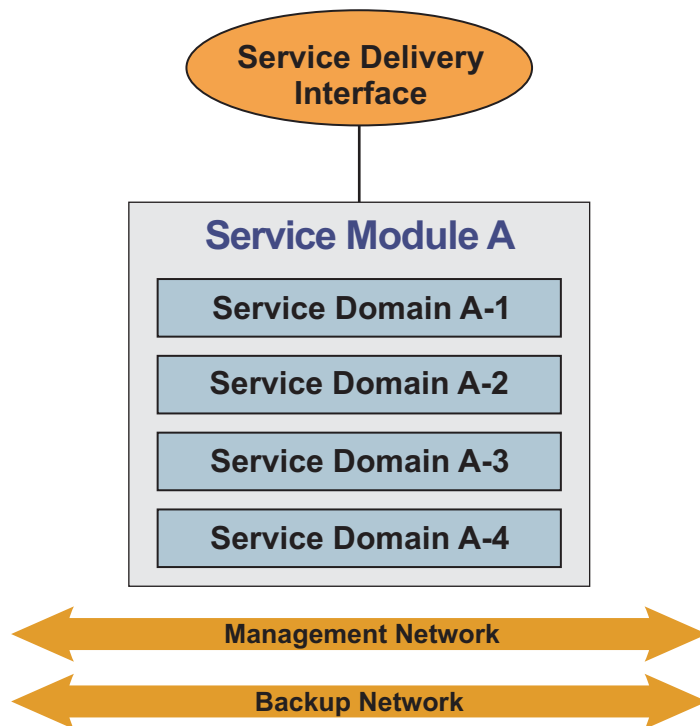 Service Delivery
Interface
Service Module A
Service Domain A-1
Service Domain A-2
Service Domain A-3
Service Domain A-4
Management Network
Backup Network